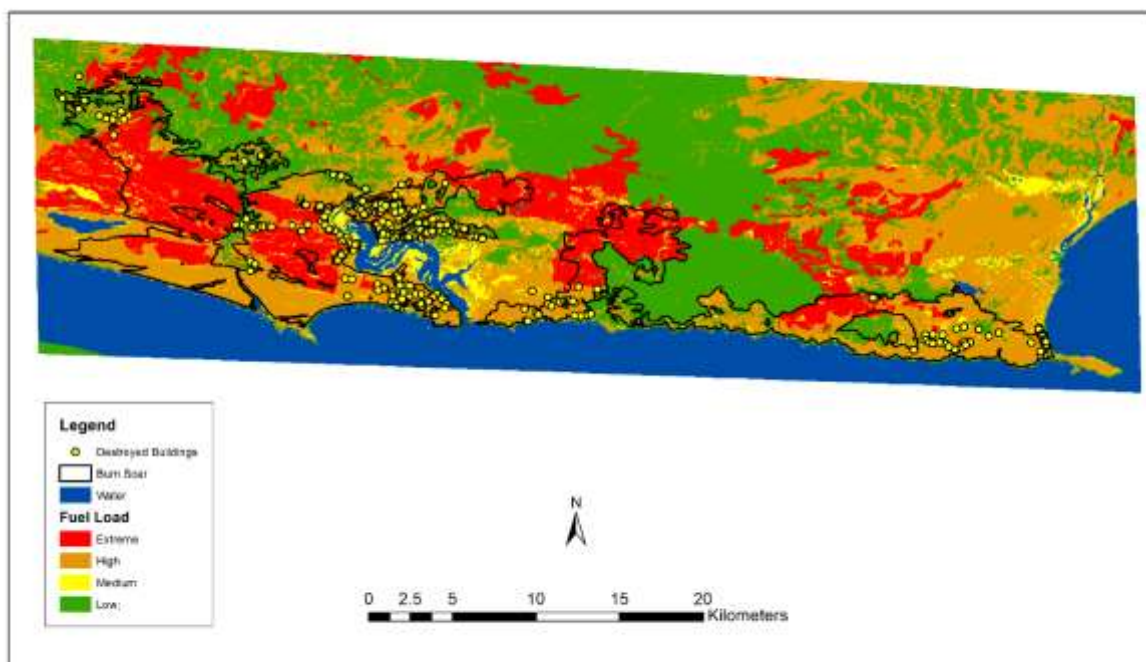 Legend
Destroyed Buildings
Burn Scar
Water
Fuel Load
Extreme
High
Medium
Low
N
0 2.5 5 10 15 20
Kilometers